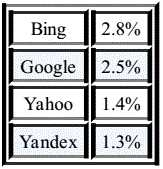 Bing 2.8%
Google 2.5%
Yahoo 1.4%
Yandex 1.3%